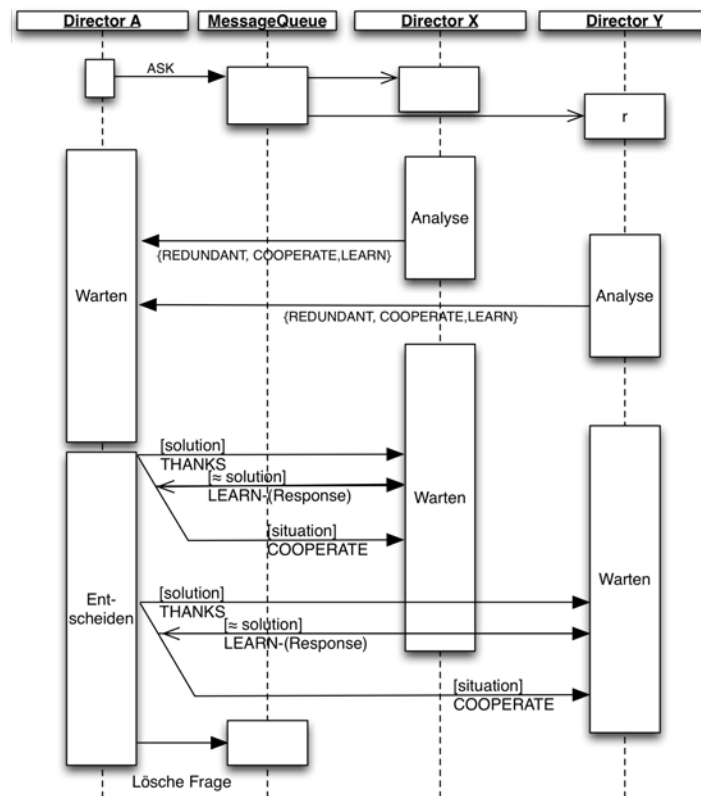 Director A
MessageQueue
Director X
Director Y
ASK
r
Analyse
{REDUNDANT, COOPERATE,LEARN}
Warten
Analyse
{REDUNDANT, COOPERATE,LEARN}
[solution]
THANKS
[≈ solution]
LEARN-(Response)
Warten
[situation]
COOPERATE
Ent-
scheiden
[solution]
THANKS
Warten
[≈ solution]
LEARN-(Response)
[situation]
COOPERATE
Lösche Frage